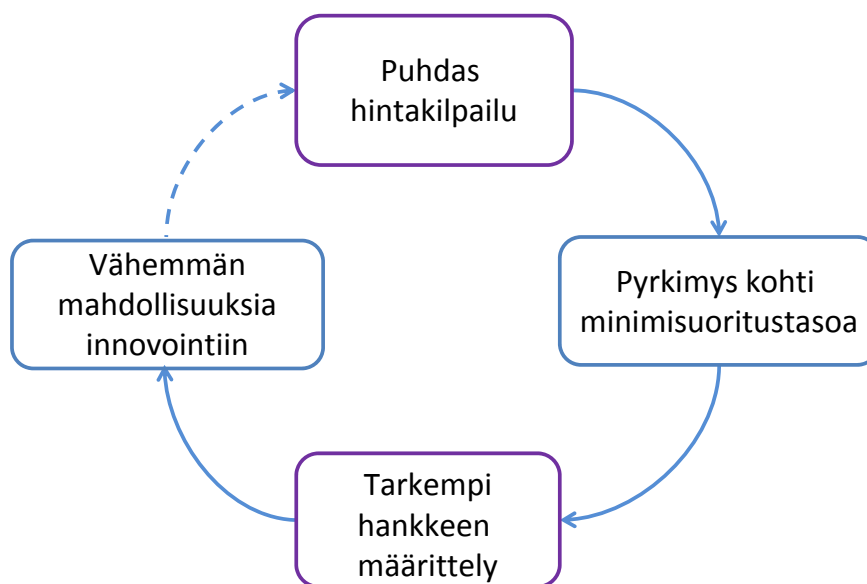 Puhdas
hintakilpailu
Pyrkimys kohti
minimisuoritustasoa
Tarkempi
hankkeen
määrittely
Vähemmän
mahdollisuuksia
innovointiin